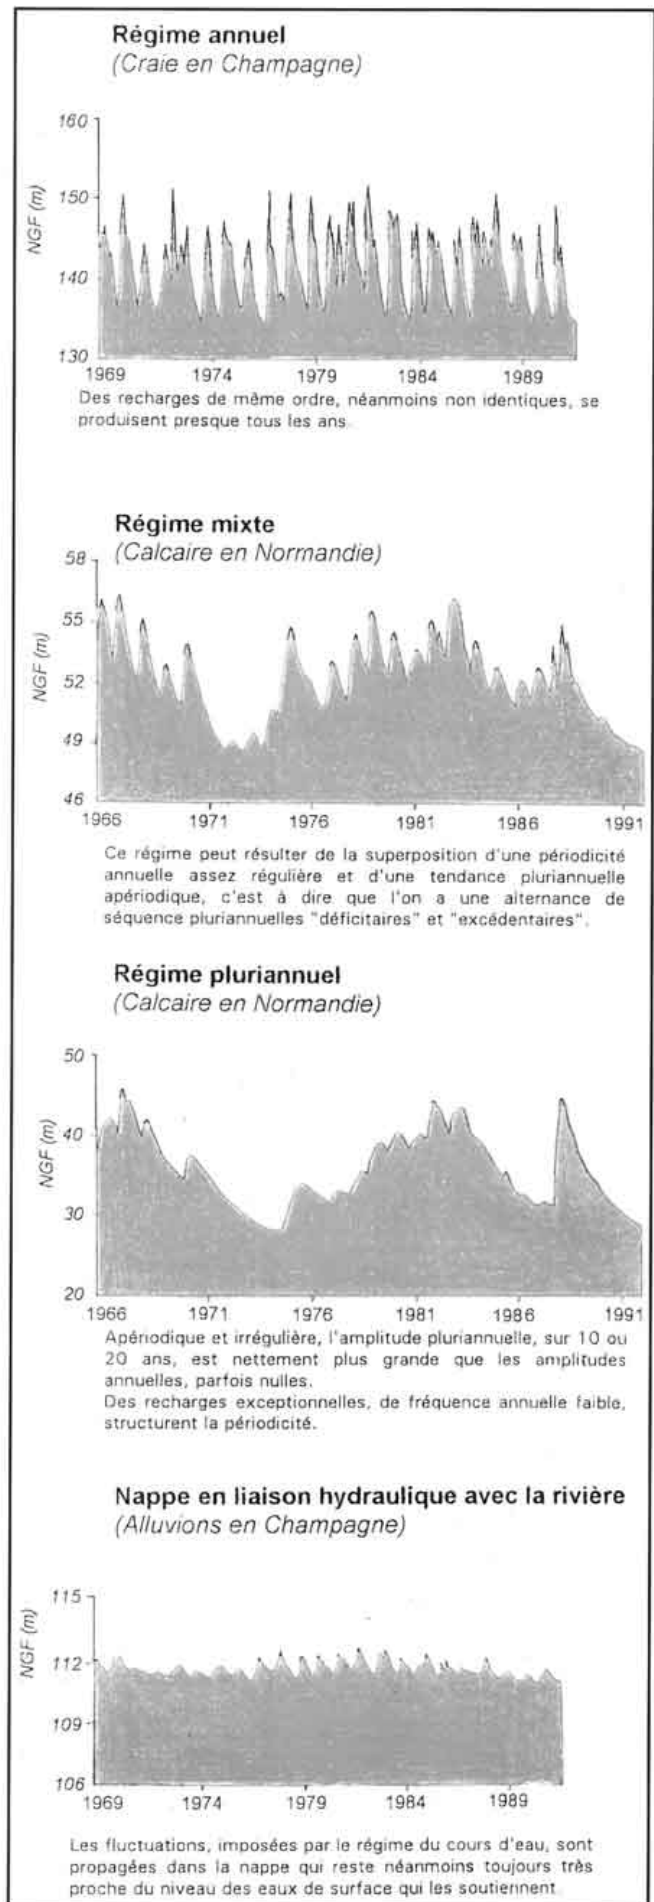 Régime annuel
(Craie en Champagne)
160
150
140
130
NGF (m)
1969 1974 1979 1984 1989
Des recharges de même ordre, néanmoins non identiques, se
produisent presque tous les ans.
Régime mixte
(Calcaire en Normandie)
58
55
52
49
46
NGF (m)
1965 1971 1976 1981 1986 1991
Ce régime peut résulter de la superposition d'une périodicité
annuelle assez régulière et d'une tendance pluriannuelle
apériodique, c'est à dire que l'on a une alternance de
séquence pluriannuelles "déficitaires" et "excédentaires".
Régime pluriannuel
(Calcaire en Normandie)
50
40
30
20
NGF (m)
1966 1971 1976 1981 1986 1991
Apériodique et irrégulière, l'amplitude pluriannuelle, sur 10 ou
20 ans, est nettement plus grande que les amplitudes
annuelles, parfois nulles.
Des recharges exceptionnelles, de fréquence annuelle faible,
structurent la périodicité.
Nappe en liaison hydraulique avec la rivière
(Alluvions en Champagne)
115
112
109
106
NGF (m)
1969 1974 1979 1984 1989
Les fluctuations, imposées par le régime du cours d'eau, sont
propagées dans la nappe qui reste néanmoins toujours très
proche du niveau des eaux de surface qui les soutiennent.